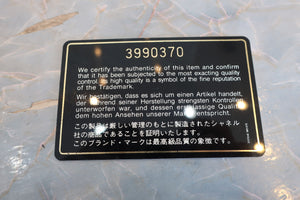 3990370
We certify the authenticity of this item and confirm
that it has been subjected to the most exacting quality
control. Its high quality is a symbol of the fine reputation
of the Trademark.
Wir bestätigen, dass es sich um einen Artikel handelt,
der während seiner Herstellung strengsten Kontrollen
unterworfen war, und dessen erstklassige Qualität
dem hohen Ansehen unserer Marke entspricht.
この製品は厳しい管理のもとに製造されたシャネル
社の商品であることを証明いたします。
このブランド・マークは最高級品質の象徴です。